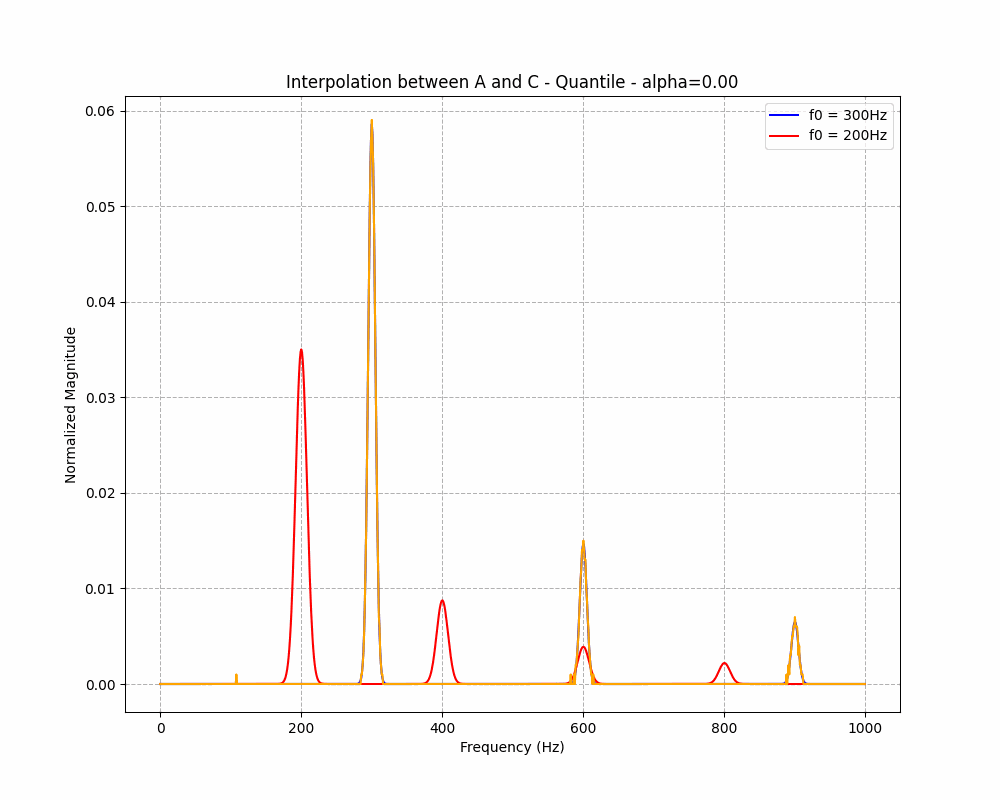 Interpolation between A and C - Quantile - alpha=0.00
f0 = 300Hz
f0 = 200Hz
Normalized Magnitude
0.06
0.05
0.04
0.03
0.02
0.01
0.00
0 200 400 600 800 1000
Frequency (Hz)